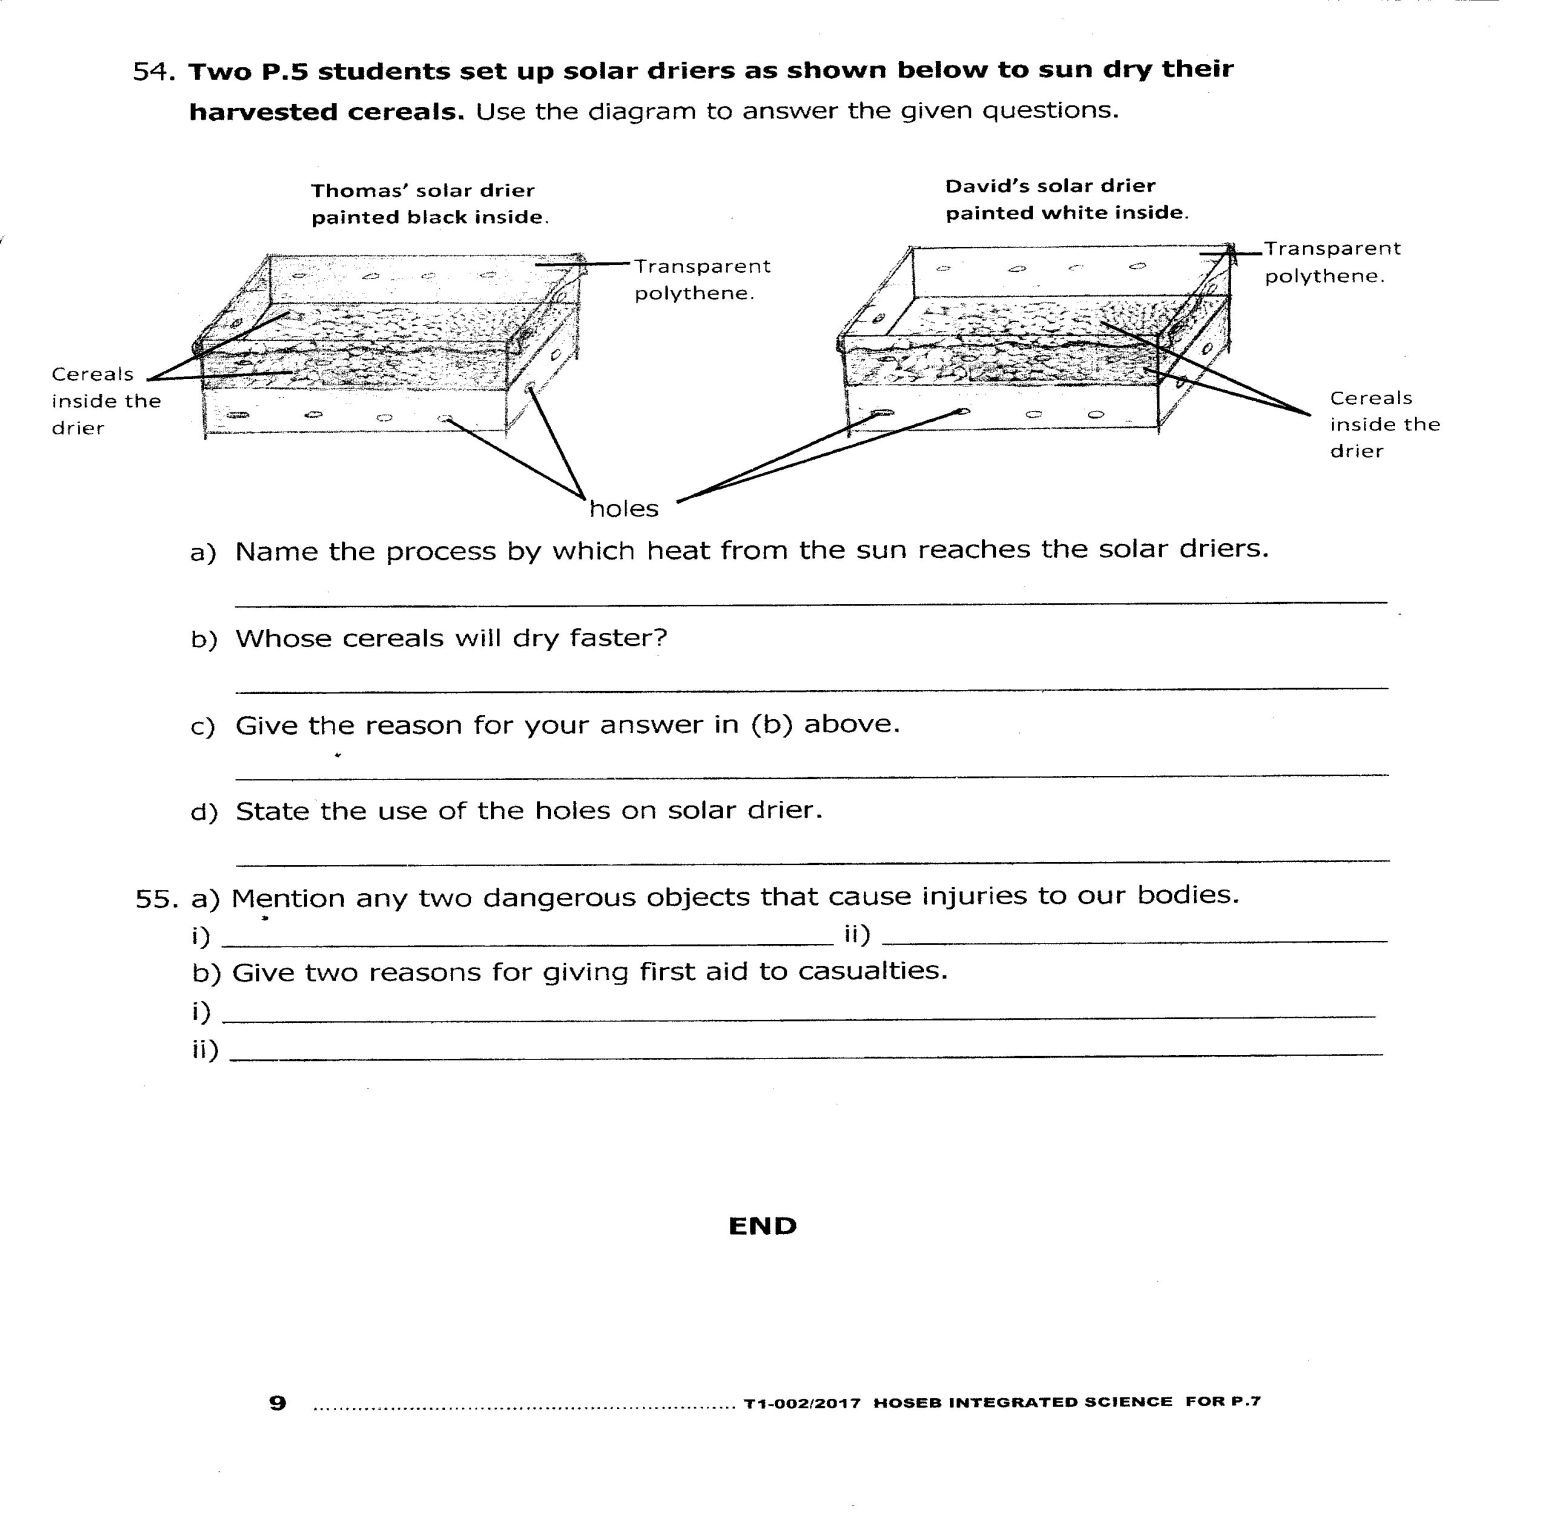 54. Two P.5 students set up solar driers as shown below to sun dry their
harvested cereals. Use the diagram to answer the given questions.
Thomas' solar drier
painted black inside.
David's solar drier
painted white inside.
Transparent
polythene.
Transparent
polythene.
Cereals
inside the
drier
Cereals
inside the
drier
holes
a) Name the process by which heat from the sun reaches the solar driers.
b) Whose cereals will dry faster?
c) Give the reason for your answer in (b) above.
d) State the use of the holes on solar drier.
55. a) Mention any two dangerous objects that cause injuries to our bodies.
i) ii)
b) Give two reasons for giving first aid to casualties.
i)
ii)
END
9 ........................................................ T1-002/2017 HOSEB INTEGRATED SCIENCE FOR P.7